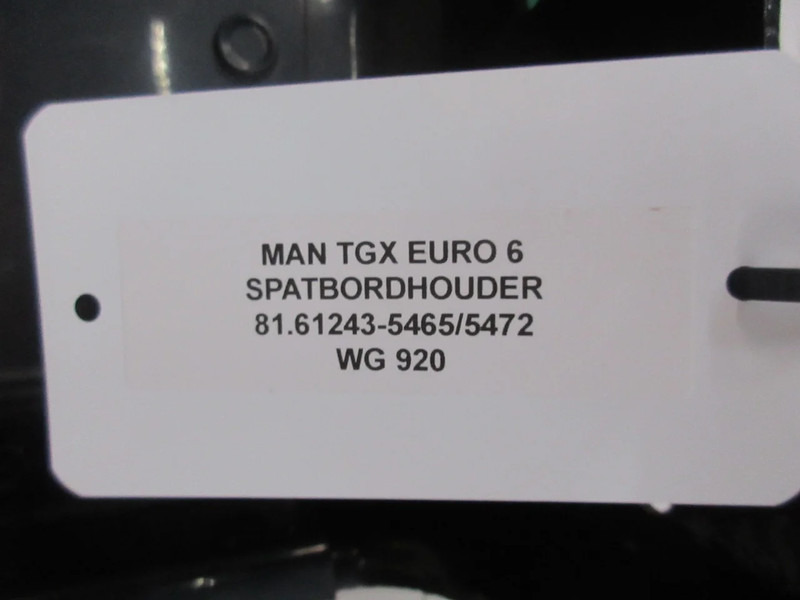 MAN TGX EURO 6
SPATBORDHOUDER
81.61243-5465/5472
WG 920